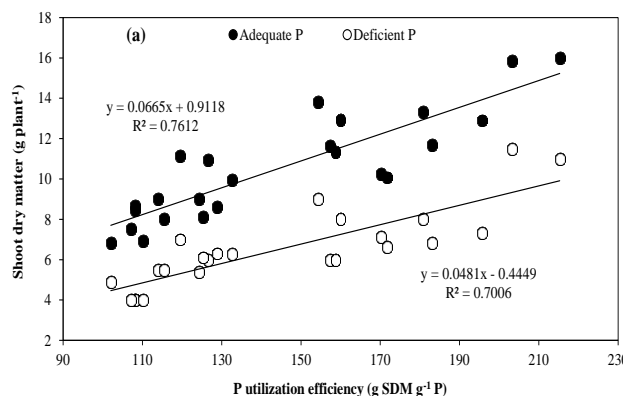 (a)
Adequate P
Deficient P
Shoot dry matter (g plant⁻¹)
16
14
12
10
8
6
4
2
y = 0.0665x + 0.9118
R² = 0.7612
y = 0.0481x - 0.4449
R² = 0.7006
90 110 130 150 170 190 210 230
P utilization efficiency (g SDM g⁻¹ P)